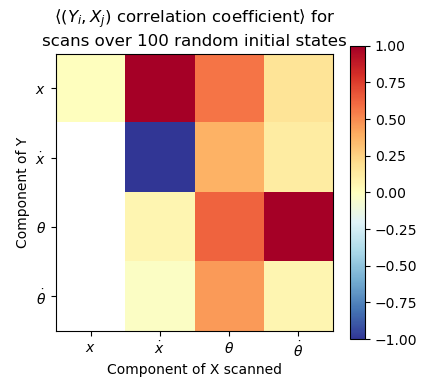 ⟨(Yᵢ, Xⱼ) correlation coefficient⟩ for
scans over 100 random initial states
x
ẋ
θ
θ̇
Component of Y
x
ẋ
θ
θ̇
Component of X scanned
1.00
0.75
0.50
0.25
0.00
−0.25
−0.50
−0.75
−1.00